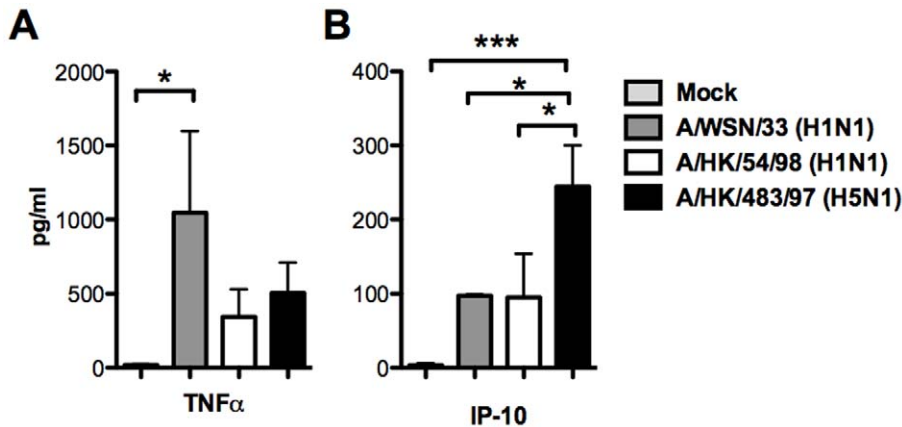 A
B
*
***
*
*
2000
1500
1000
500
0
pg/ml
TNFα
400
300
200
100
0
IP-10
Mock
A/WSN/33 (H1N1)
A/HK/54/98 (H1N1)
A/HK/483/97 (H5N1)